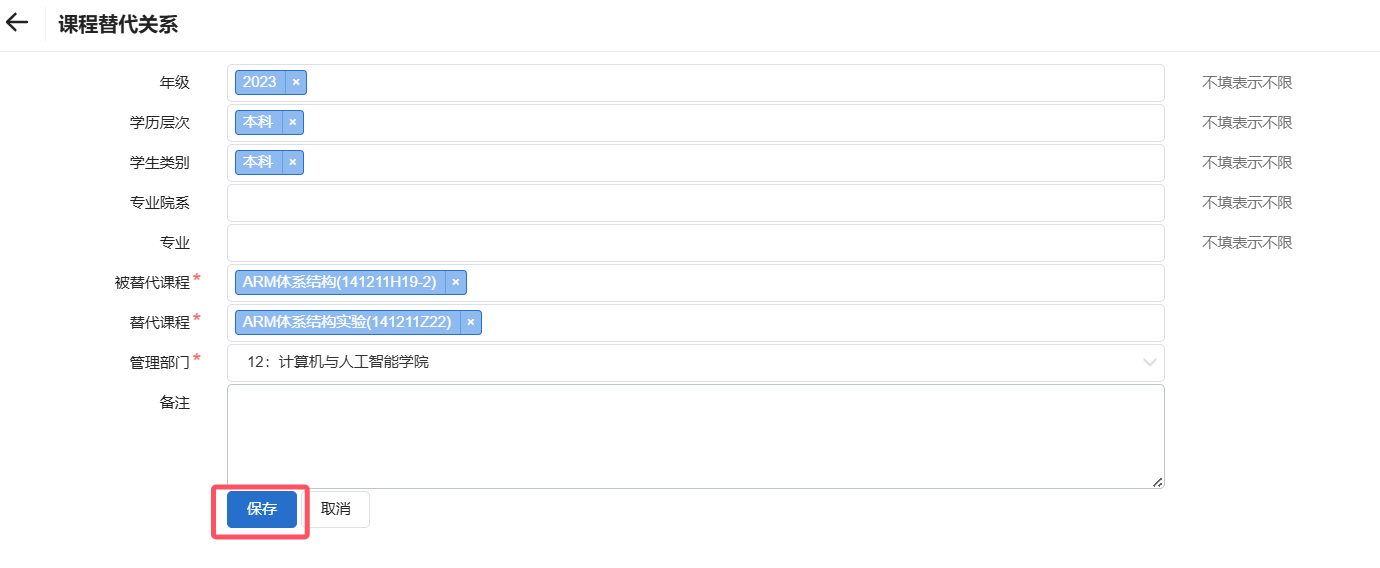 课程替代关系
年级 2023 × 不填表示不限
学历层次 本科 × 不填表示不限
学生类别 本科 × 不填表示不限
专业院系 不填表示不限
专业 不填表示不限
被替代课程* ARM体系结构(141211H19-2) ×
替代课程* ARM体系结构实验(141211Z22) ×
管理部门* 12：计算机与人工智能学院
备注
保存 取消